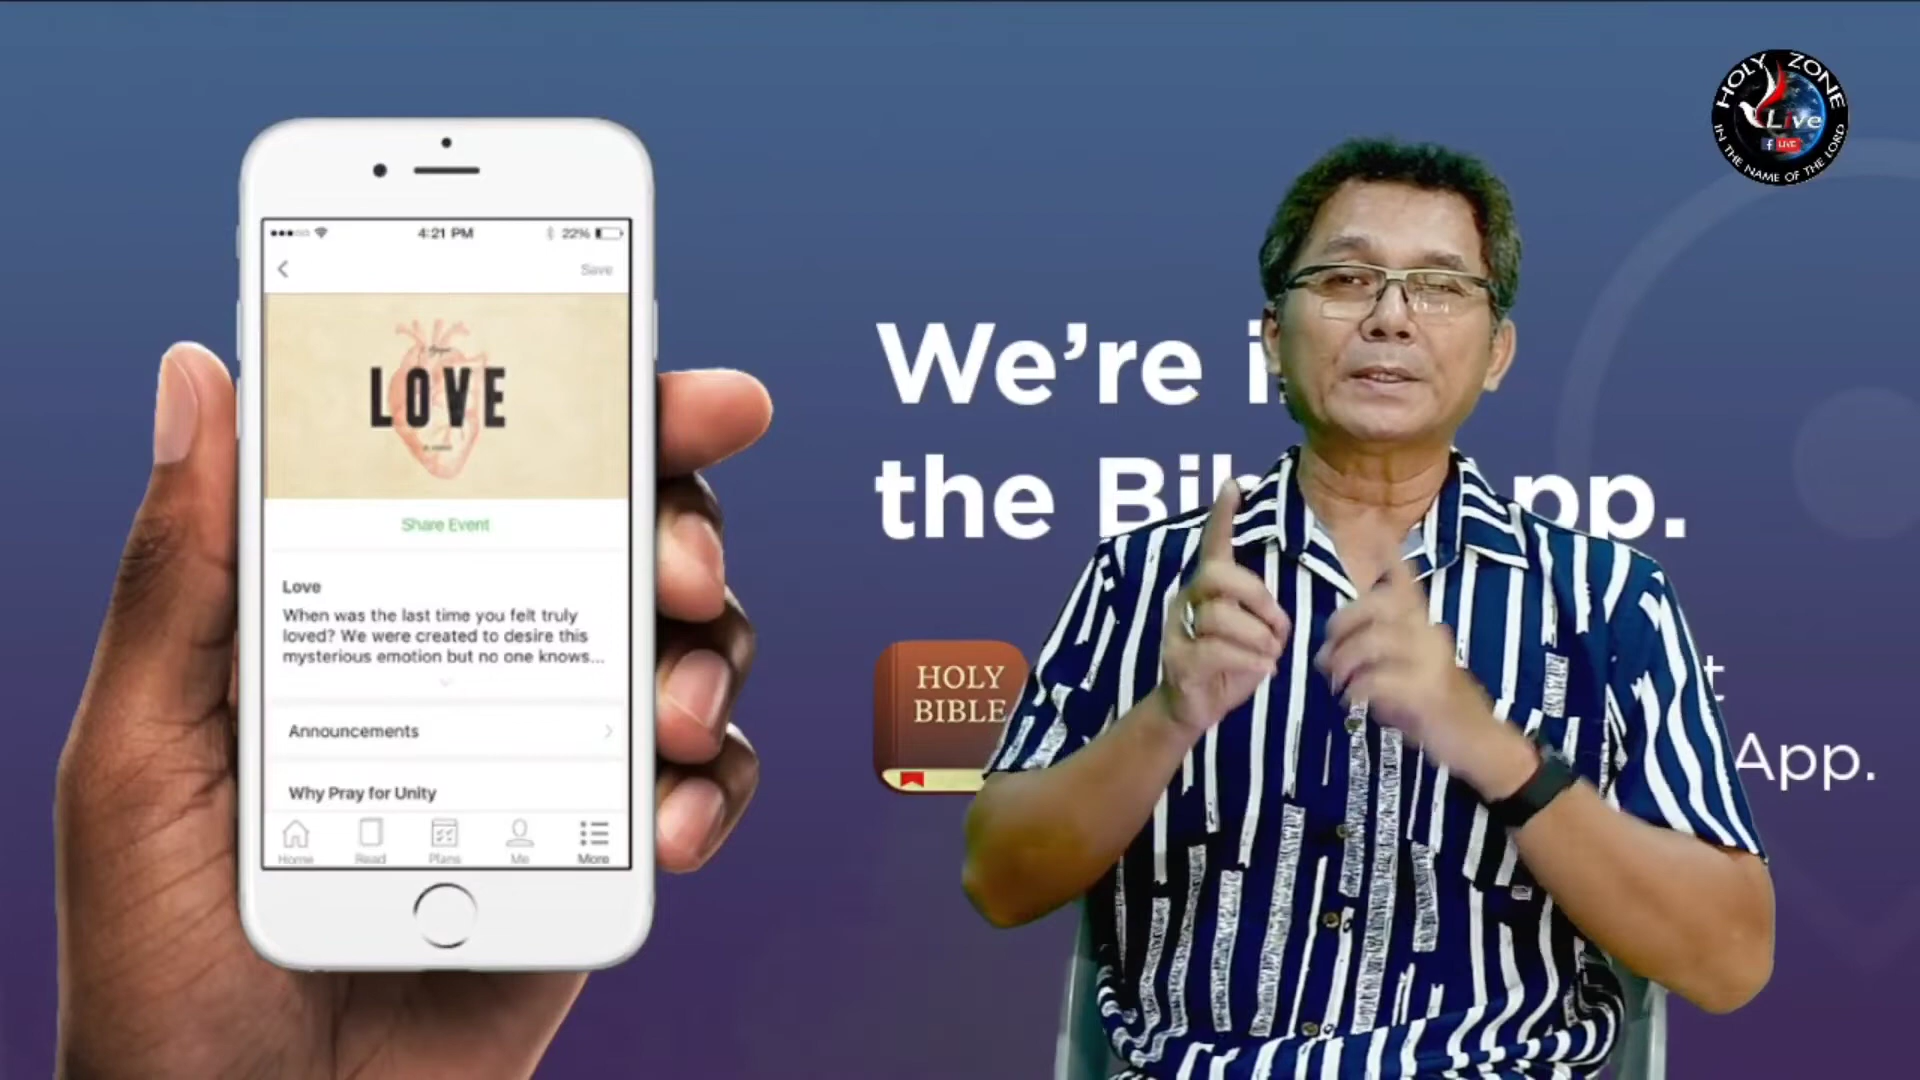 4:21 PM
22%
Save
LOVE
Share Event
Love
When was the last time you felt truly
loved? We were created to desire this
mysterious emotion but no one knows...
Announcements
Why Pray for Unity
Home Read Plans Me More
We're i
the Bib pp.
HOLY
BIBLE
t
App.
HOLY ZONE
Live
f LIVE
IN THE NAME OF THE LORD